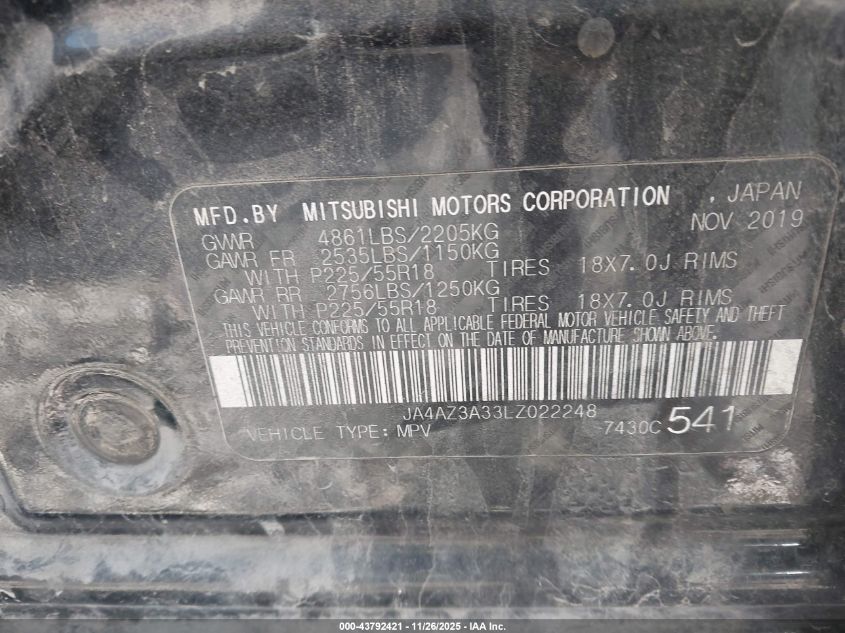 MFD.BY MITSUBISHI MOTORS CORPORATION , JAPAN
NOV 2019
GVWR 4861LBS/2205KG
GAWR FR 2535LBS/1150KG
WITH P225/55R18 TIRES 18X7.0J RIMS
GAWR RR 2756LBS/1250KG
WITH P225/55R18 TIRES 18X7.0J RIMS
THIS VEHICLE CONFORMS TO ALL APPLICABLE FEDERAL MOTOR VEHICLE SAFETY AND THEFT
PREVENTION STANDARDS IN EFFECT ON THE DATE OF MANUFACTURE SHOWN ABOVE.
JA4AZ3A33LZ022248
VEHICLE TYPE: MPV 7430C 541
000-43792421 - 11/26/2025 - IAA Inc.